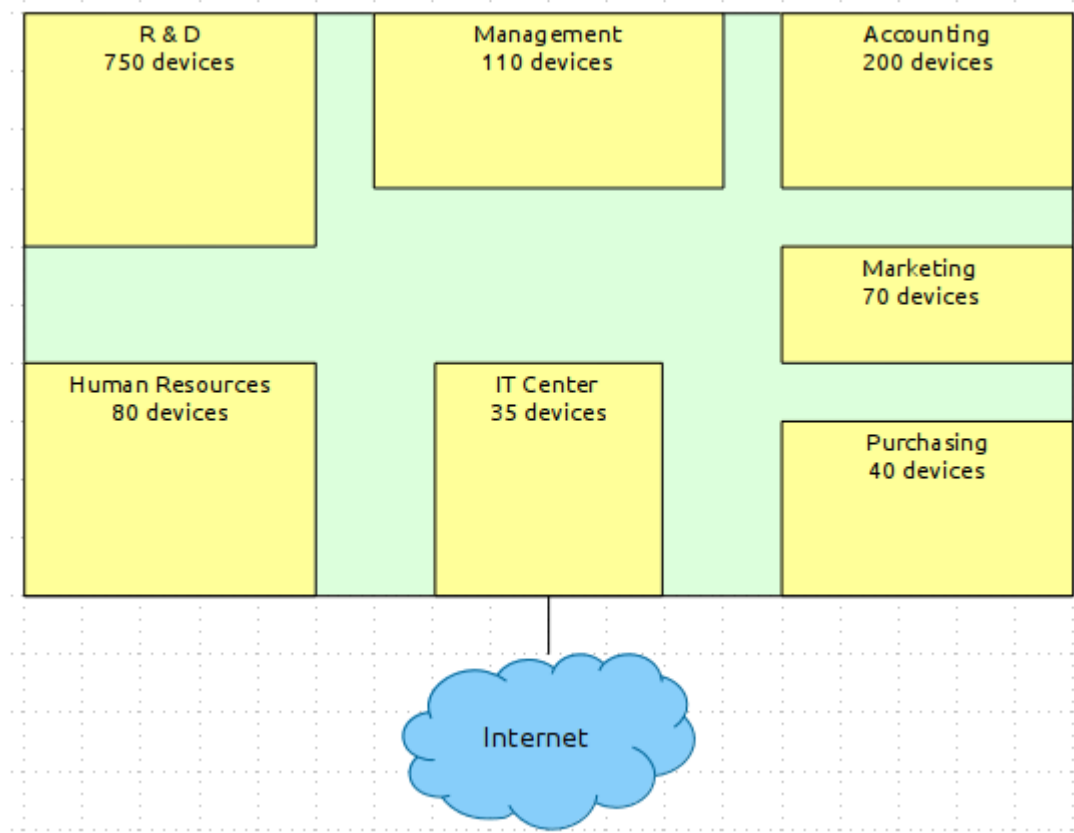 R & D
750 devices
Management
110 devices
Accounting
200 devices
Marketing
70 devices
Human Resources
80 devices
IT Center
35 devices
Purchasing
40 devices
Internet